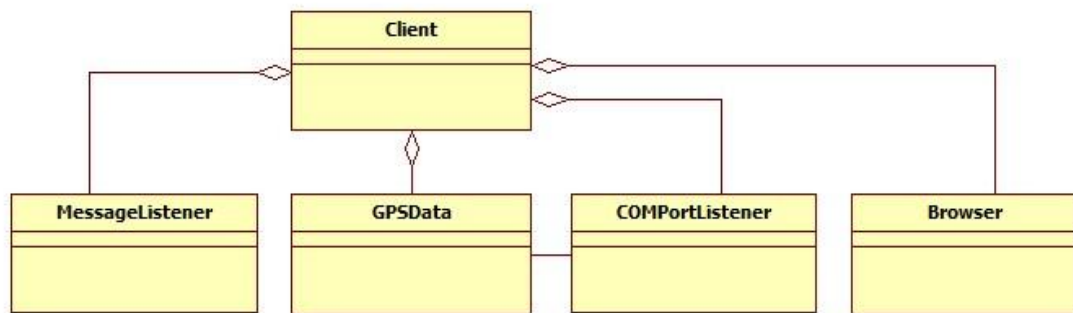 Client
MessageListener
GPSData
COMPortListener
Browser